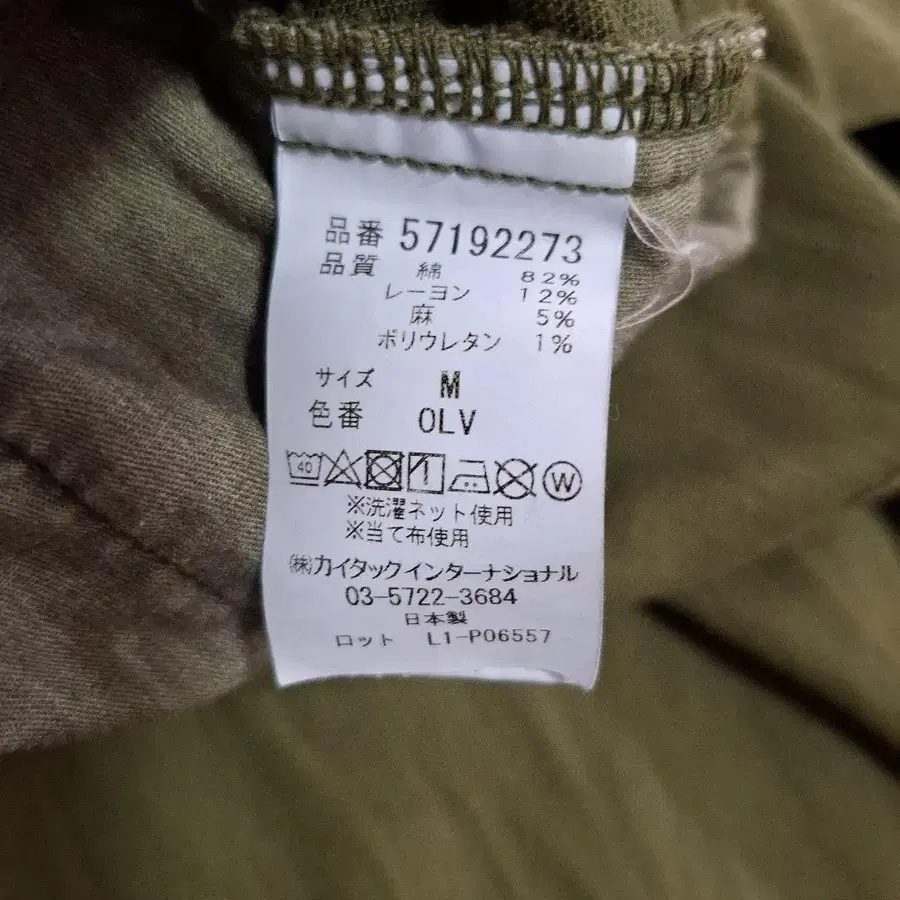 品番 57192273
品質 綿 82%
レーヨン 12%
麻 5%
ポリウレタン 1%
サイズ M
色番 OLV
40 W
※洗濯ネット使用
※当て布使用
㈱カイタックインターナショナル
03-5722-3684
日本製
ロット L1-P06557